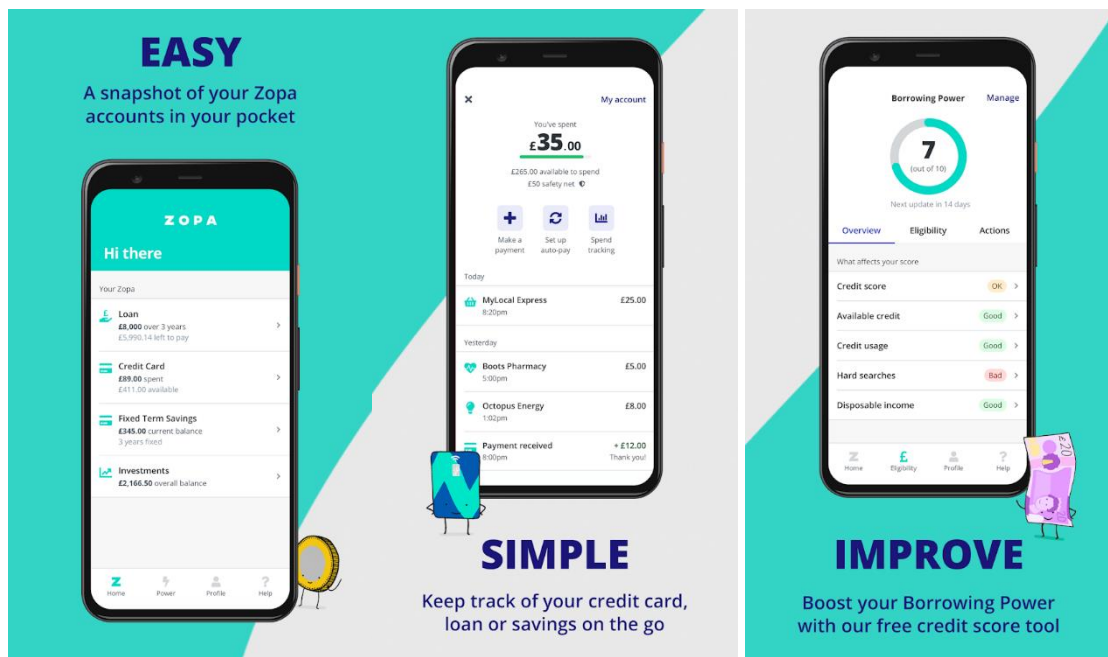 EASY
A snapshot of your Zopa
accounts in your pocket
ZOPA
Hi there
Your Zopa
Loan
£8,000 over 3 years
£5,990.14 left to pay
Credit Card
£89.00 spent
£411.00 available
Fixed Term Savings
£345.00 current balance
3 years fixed
Investments
£2,166.50 overall balance
Home Power Profile Help
My account
You've spent
£35.00
£265.00 available to spend
£50 safety net
Make a payment
Set up auto-pay
Spend tracking
Today
MyLocal Express £25.00
8:20pm
Yesterday
Boots Pharmacy £5.00
5:00pm
Octopus Energy £8.00
1:02pm
Payment received + £12.00
8:00pm Thank you!
SIMPLE
Keep track of your credit card,
loan or savings on the go
Borrowing Power Manage
7
(out of 10)
Next update in 14 days
Overview Eligibility Actions
What affects your score
Credit score OK
Available credit Good
Credit usage Good
Hard searches Bad
Disposable income Good
Home Eligiblity Profile Help
£20
IMPROVE
Boost your Borrowing Power
with our free credit score tool